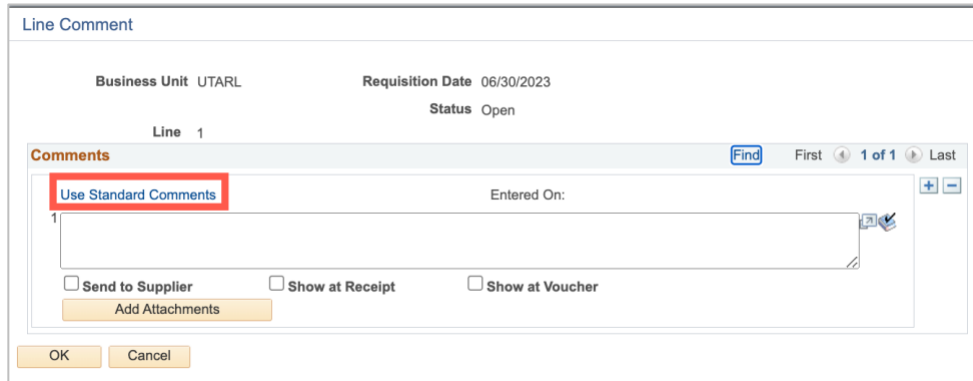 Line Comment
Business Unit UTARL Requisition Date 06/30/2023
Status Open
Line 1
Comments Find First 1 of 1 Last
Use Standard Comments Entered On:
1
Send to Supplier Show at Receipt Show at Voucher
Add Attachments
OK Cancel